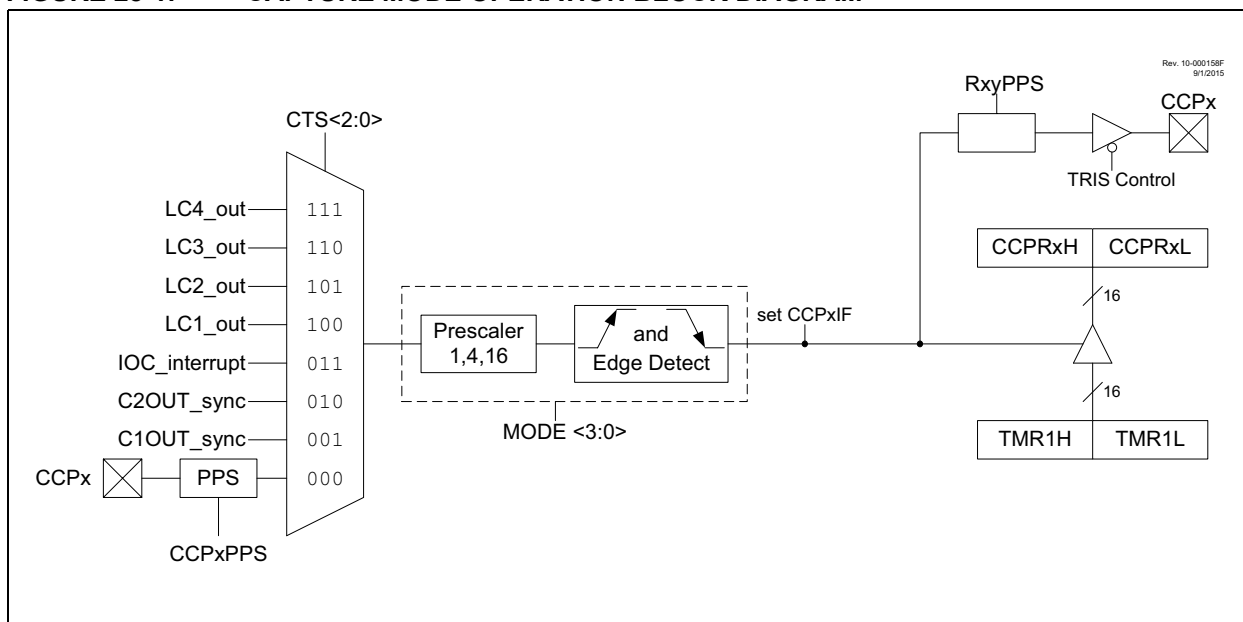 Rev. 10-000158F
9/1/2015
RxyPPS
CCPx
TRIS Control
CTS<2:0>
LC4_out 111
LC3_out 110
LC2_out 101
LC1_out 100
IOC_interrupt 011
C2OUT_sync 010
C1OUT_sync 001
CCPx PPS 000
CCPxPPS
Prescaler
1,4,16
and
Edge Detect
MODE <3:0>
set CCPxIF
CCPRxH CCPRxL
16
16
TMR1H TMR1L